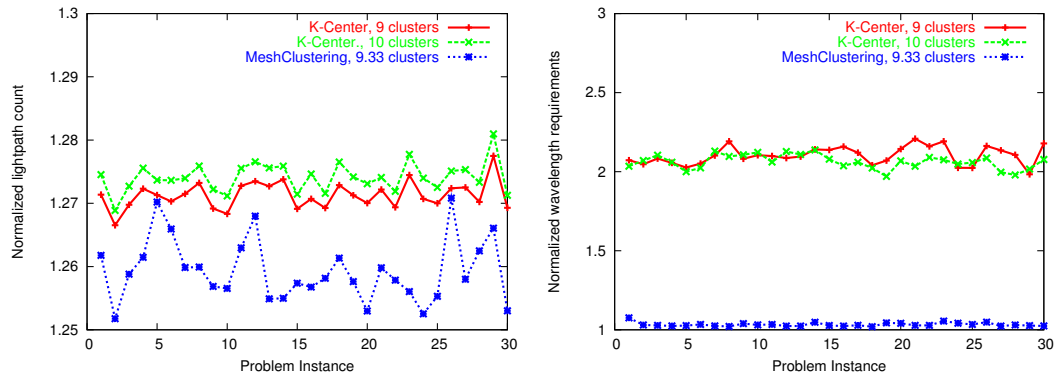 Normalized lightpath count
1.3
1.29
1.28
1.27
1.26
1.25
0 5 10 15 20 25 30
Problem Instance
K-Center, 9 clusters
K-Center., 10 clusters
MeshClustering, 9.33 clusters
Normalized wavelength requirements
3
2.5
2
1.5
1
0 5 10 15 20 25 30
Problem Instance
K-Center, 9 clusters
K-Center, 10 clusters
MeshClustering, 9.33 clusters